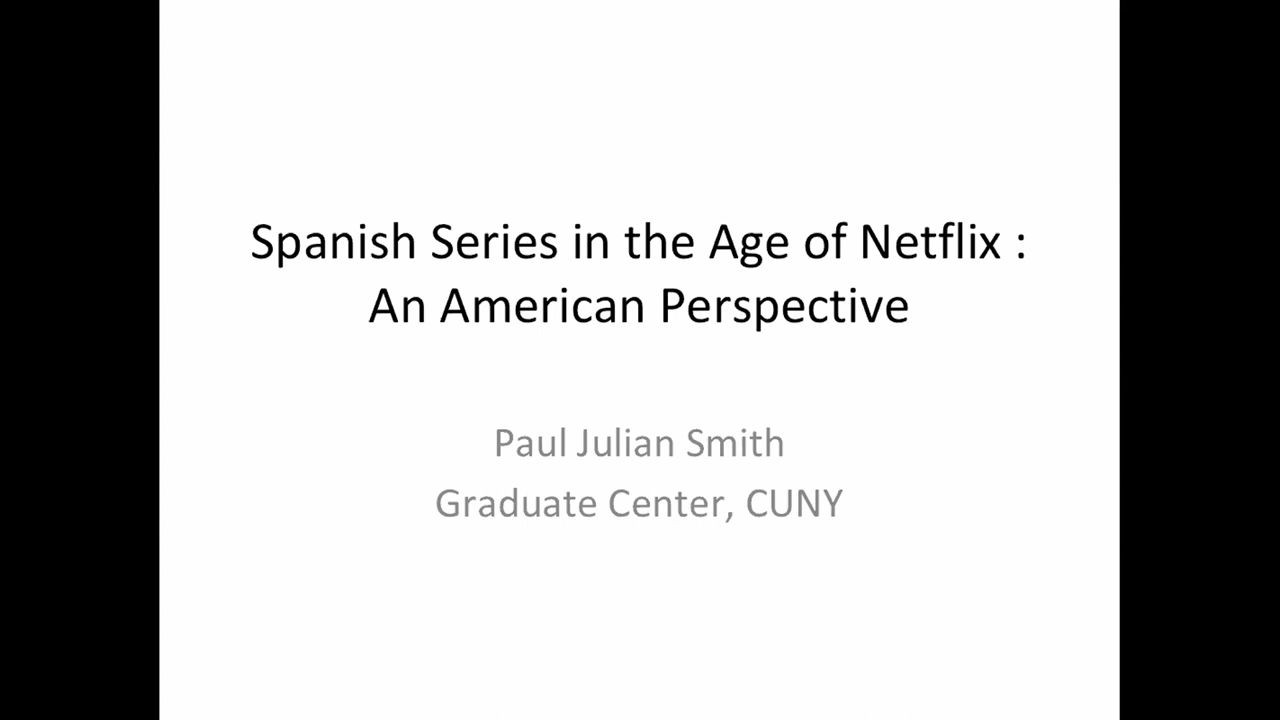 Spanish Series in the Age of Netflix :
An American Perspective
Paul Julian Smith
Graduate Center, CUNY